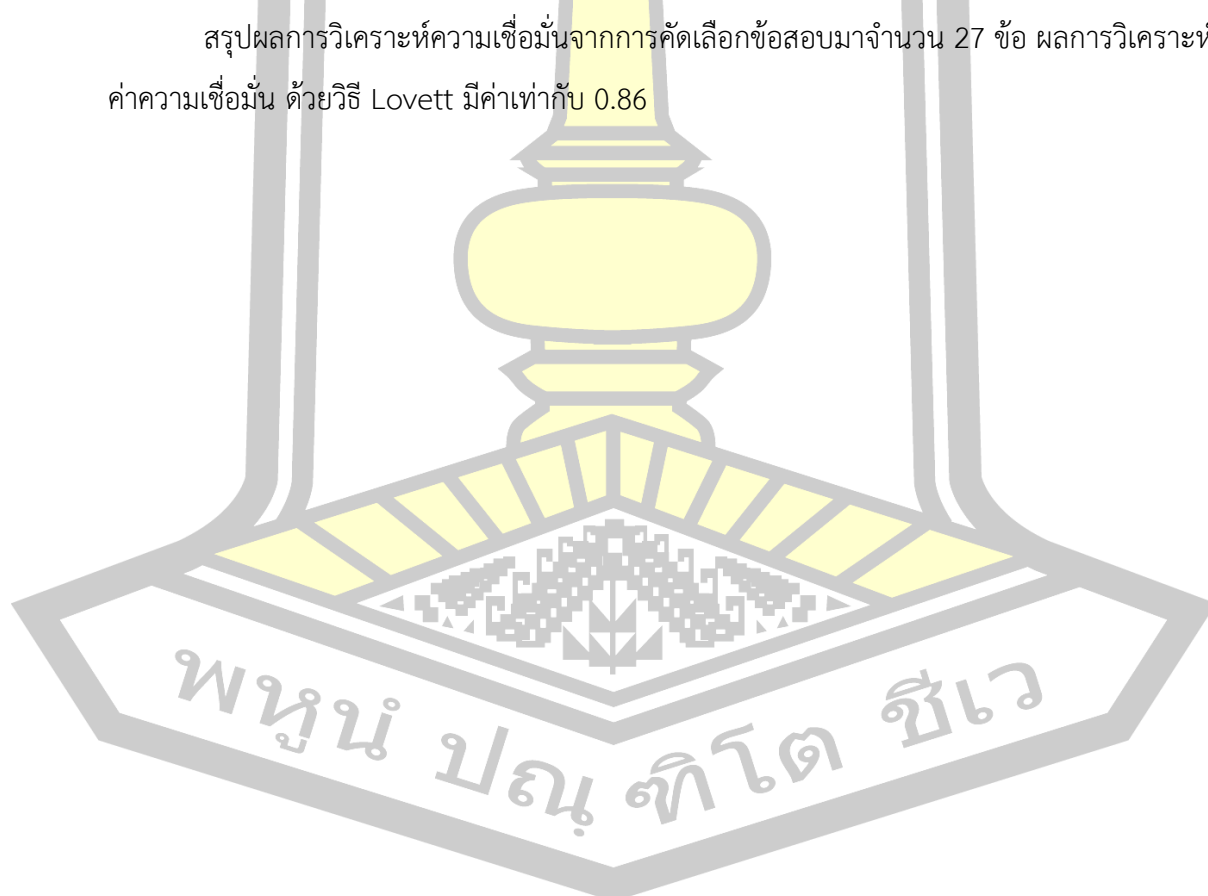 สรุปผลการวิเคราะห์ความเชื่อมั่นจากการคัดเลือกข้อสอบมาจำนวน 27 ข้อ ผลการวิเคราะห์
ค่าความเชื่อมั่น ด้วยวิธี Lovett มีค่าเท่ากับ 0.86
พหูนํ ปณฺฑิโต ชีเว